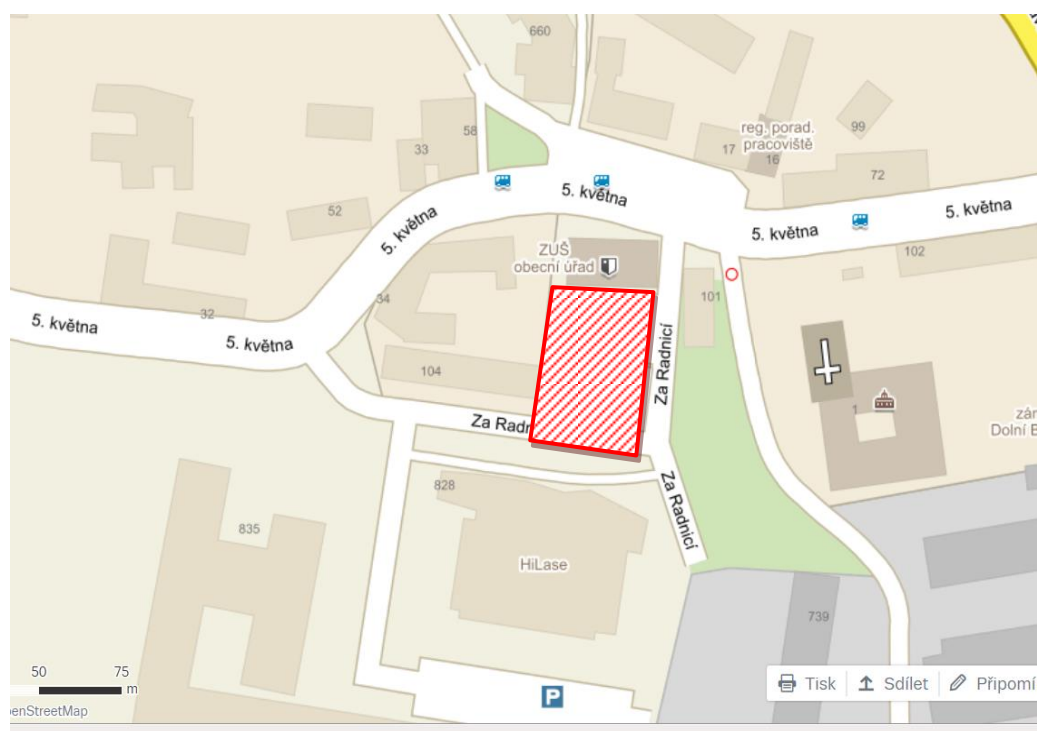 660
58
33
reg. porad.
pracoviště
17
16
99
72
52
5. května
5. května
5. května
5. května
102
ZUŠ
obecní úřad
34
101
32
5. května
5. května
Za Radnicí
104
1
Dolní
Za
828
Za Radnicí
835
HiLase
739
50
75
m
P
Tisk
Sdílet
enStreetMap